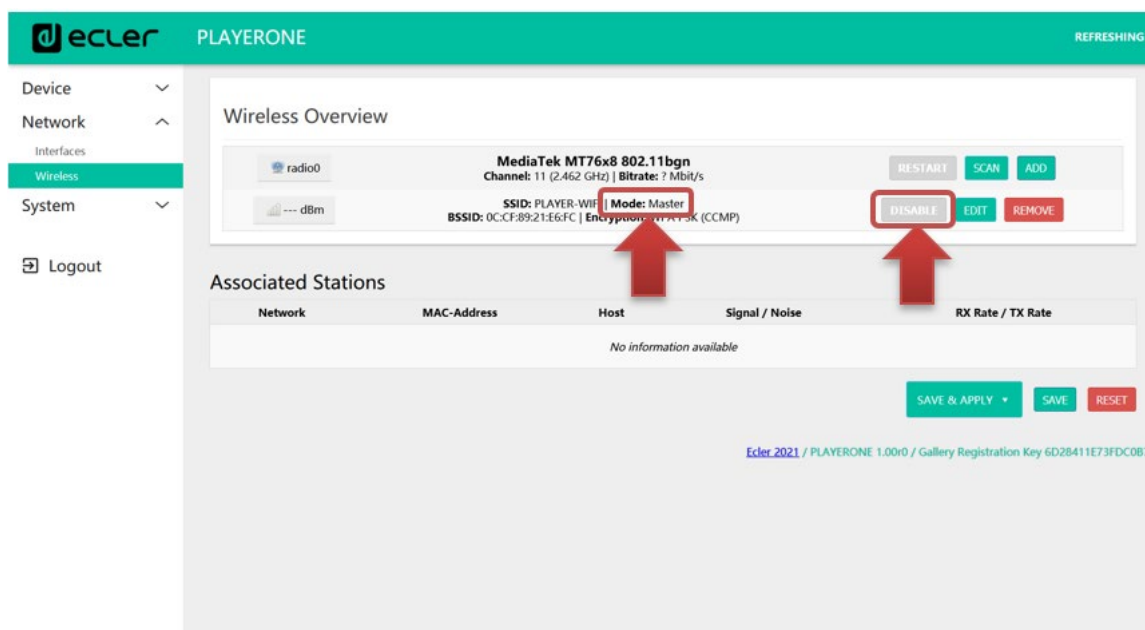 ecler
PLAYERONE
REFRESHING
Device
Network
Interfaces
Wireless
System
Logout
Wireless Overview
radio0
MediaTek MT76x8 802.11bgn
Channel: 11 (2.462 GHz) | Bitrate: ? Mbit/s
RESTART
SCAN
ADD
--- dBm
SSID: PLAYER-WIFI | Mode: Master
BSSID: 0C:CF:89:21:E6:FC | Encryption: PSK (CCMP)
DISABLE
EDIT
REMOVE
Associated Stations
Network MAC-Address Host Signal / Noise RX Rate / TX Rate
No information available
SAVE & APPLY
SAVE
RESET
Ecler 2021 / PLAYERONE 1.00r0 / Gallery Registration Key 6D28411E73FDC0B